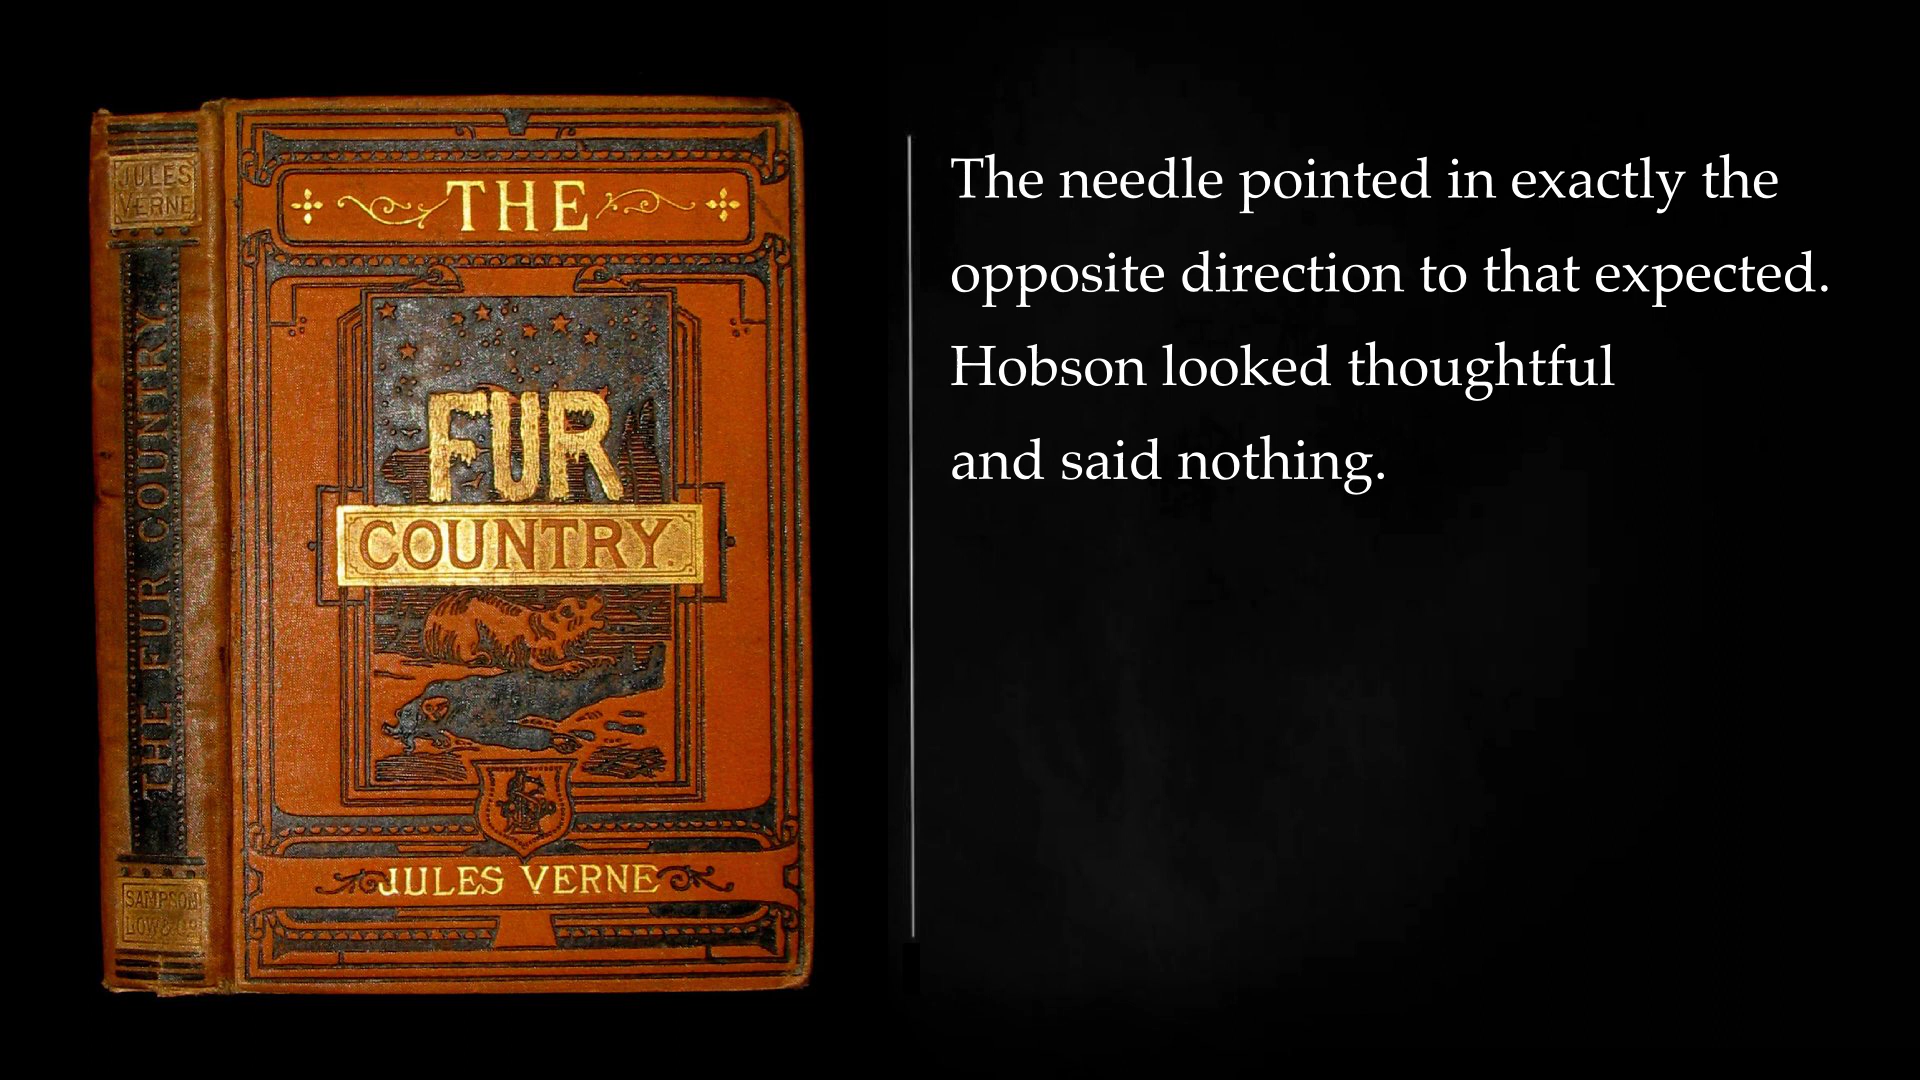 JULES
VERNE
THE FUR COUNTRY.
SAMPSON
LOW & Co
THE
FUR
COUNTRY.
JULES VERNE
The needle pointed in exactly the
opposite direction to that expected.
Hobson looked thoughtful
and said nothing.